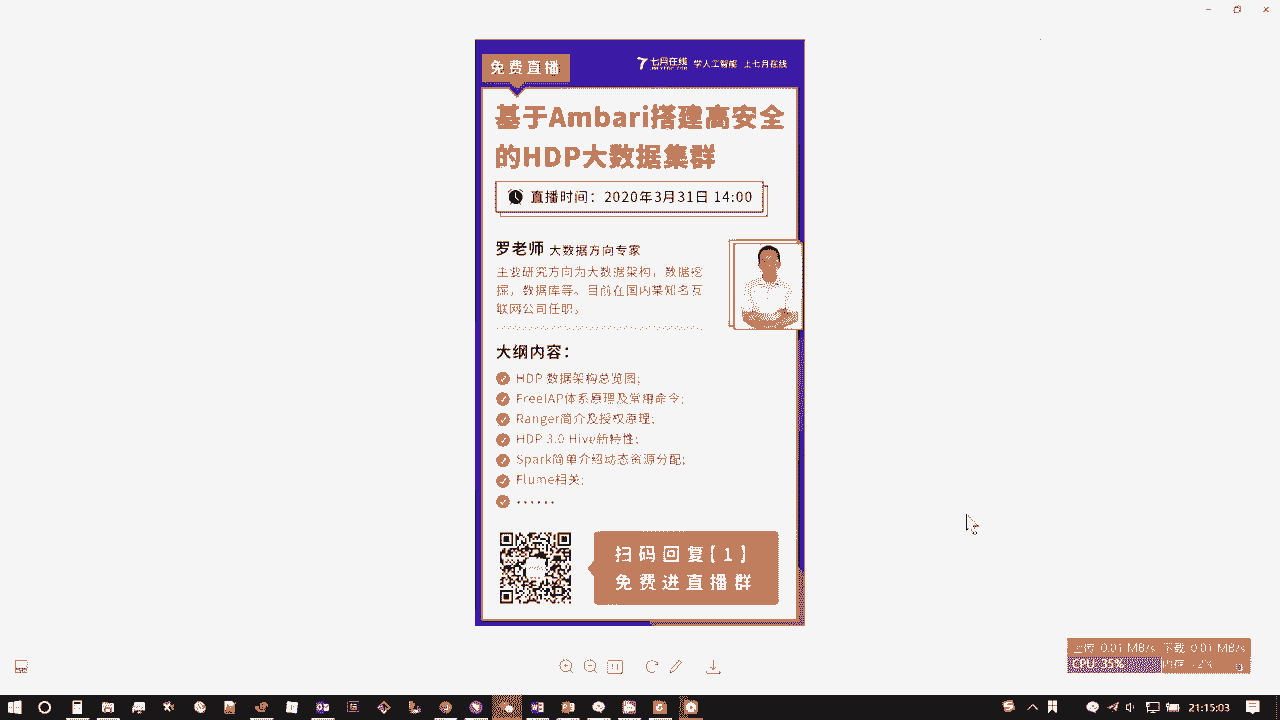 免费直播
七月在线 学人工智能 上七月在线
基于Ambari搭建高安全
的HDP大数据集群
直播时间：2020年3月31日 14:00
罗老师 大数据方向专家
主要研究方向为大数据架构，数据挖
掘，数据库等。目前在国内某知名互
联网公司任职。
大纲内容：
HDP 数据架构总览图；
FreeIAP体系原理及常用命令；
Ranger简介及授权原理；
HDP 3.0 Hive新特性；
Spark简单介绍动态资源分配；
Flume相关；
······
扫码回复【1】
免费进直播群
1:1
上传: 0.01 MB/s 下载: 0.01 MB/s
CPU: 35% 内存:
21:15:03